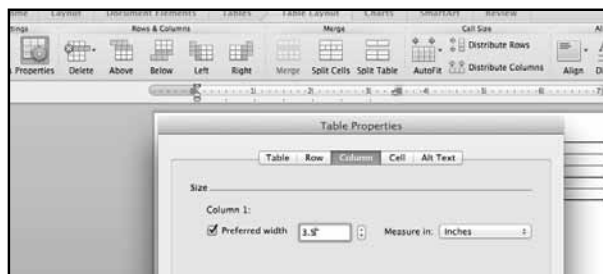 Layout Document Elements Tables Table Layout Charts SmartArt Review
Rows & Columns Merge Cell Size
Properties Delete Above Below Left Right Merge Split Cells Split Table AutoFit Distribute Rows Align
Distribute Columns
Table Properties
Table Row Column Cell Alt Text
Size
Column 1:
Preferred width 3.5" Measure in: Inches